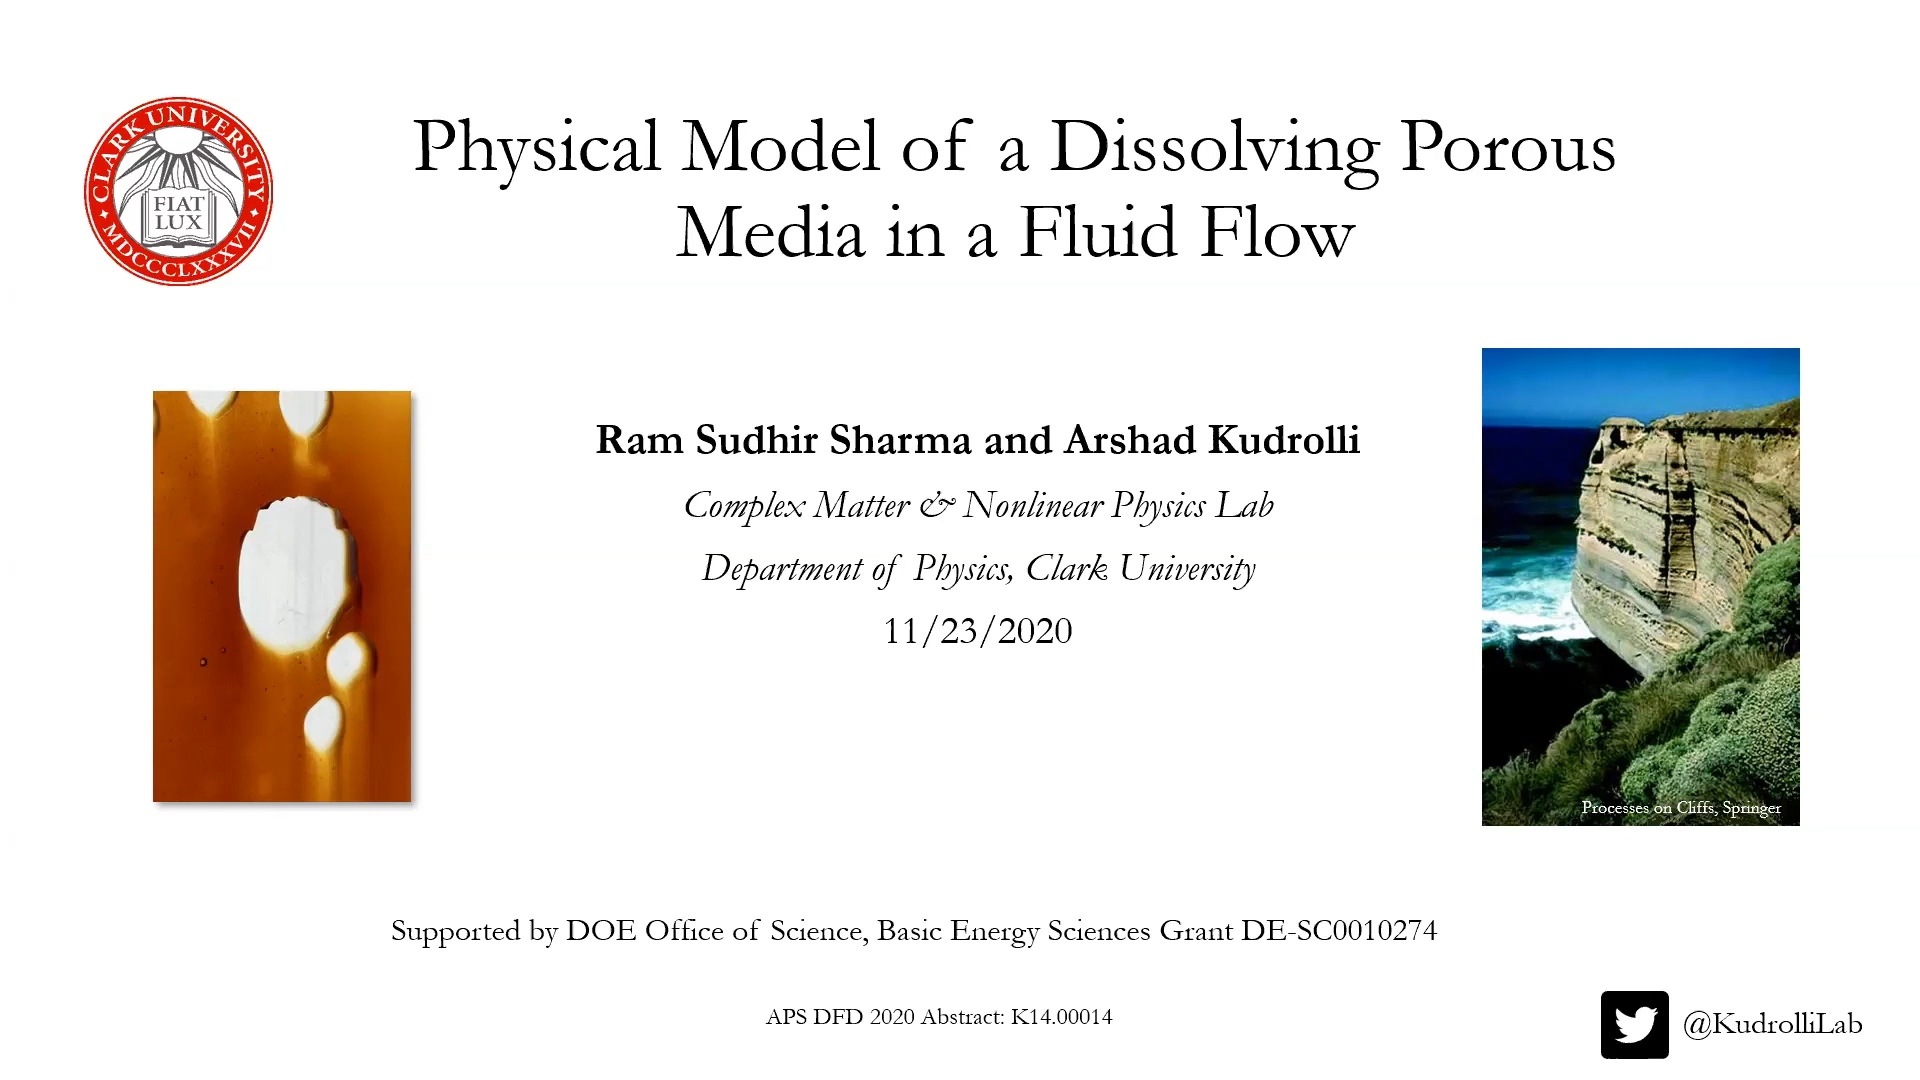 CLARK UNIVERSITY
FIAT
LUX
MDCCCLXXXVII
Physical Model of a Dissolving Porous
Media in a Fluid Flow
Ram Sudhir Sharma and Arshad Kudrolli
Complex Matter & Nonlinear Physics Lab
Department of Physics, Clark University
11/23/2020
Processes on Cliffs, Springer
Supported by DOE Office of Science, Basic Energy Sciences Grant DE-SC0010274
APS DFD 2020 Abstract: K14.00014
@KudrolliLab